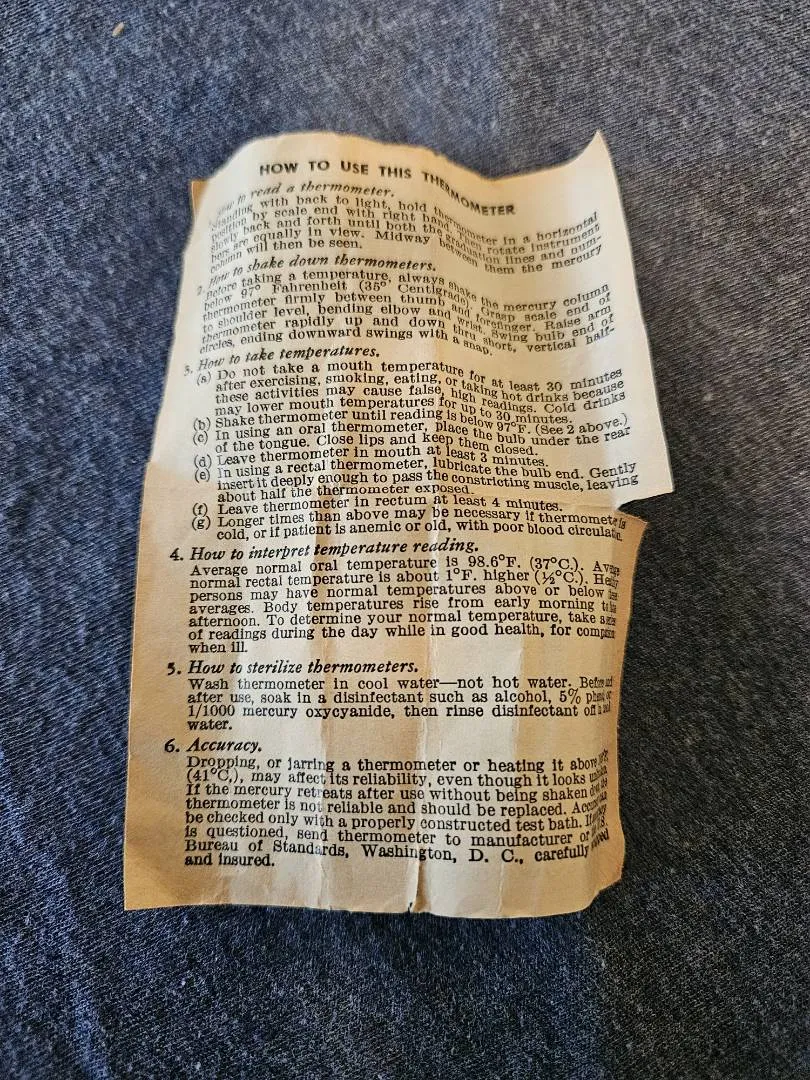 HOW TO USE THIS THERMOMETER
to read a thermometer.
Standing with back to light, hold thermometer in a horizontal
position by scale end with right hand, then rotate instrument
slowly back and forth until both the graduation lines and num-
bers are equally in view. Midway between them the mercury
column will then be seen.
2. How to shake down thermometers.
Before taking a temperature, always shake the mercury column
below 97° Fahrenheit (35° Centigrade). Grasp scale end of
thermometer firmly between thumb and forefinger. Raise arm
to shoulder level, bending elbow and wrist. Swing bulb end of
thermometer rapidly up and down thru short, vertical half-
circles, ending downward swings with a snap.
3. How to take temperatures.
(a) Do not take a mouth temperature for at least 30 minutes
after exercising, smoking, eating, or taking hot drinks because
these activities may cause false, high readings. Cold drinks
may lower mouth temperatures for up to 30 minutes.
(b) Shake thermometer until reading is below 97°F. (See 2 above.)
(c) In using an oral thermometer, place the bulb under the rear
of the tongue. Close lips and keep them closed.
(d) Leave thermometer in mouth at least 3 minutes.
(e) In using a rectal thermometer, lubricate the bulb end. Gently
insert it deeply enough to pass the constricting muscle, leaving
about half the thermometer exposed.
(f) Leave thermometer in rectum at least 4 minutes.
(g) Longer times than above may be necessary if thermometer is
cold, or if patient is anemic or old, with poor blood circulation.
4. How to interpret temperature reading.
Average normal oral temperature is 98.6°F. (37°C.). Average
normal rectal temperature is about 1°F. higher (½°C.). Healthy
persons may have normal temperatures above or below these
averages. Body temperatures rise from early morning to late
afternoon. To determine your normal temperature, take a series
of readings during the day while in good health, for comparison
when ill.
5. How to sterilize thermometers.
Wash thermometer in cool water—not hot water. Before and
after use, soak in a disinfectant such as alcohol, 5% phenol or
1/1000 mercury oxycyanide, then rinse disinfectant off in cool
water.
6. Accuracy.
Dropping, or jarring a thermometer or heating it above
(41°C.), may affect its reliability, even though it looks
If the mercury retreats after use without being shaken down the
thermometer is not reliable and should be replaced. Accuracy can
be checked only with a properly constructed test bath. If
is questioned, send thermometer to manufacturer or U.S.
Bureau of Standards, Washington, D. C., carefully
and insured.